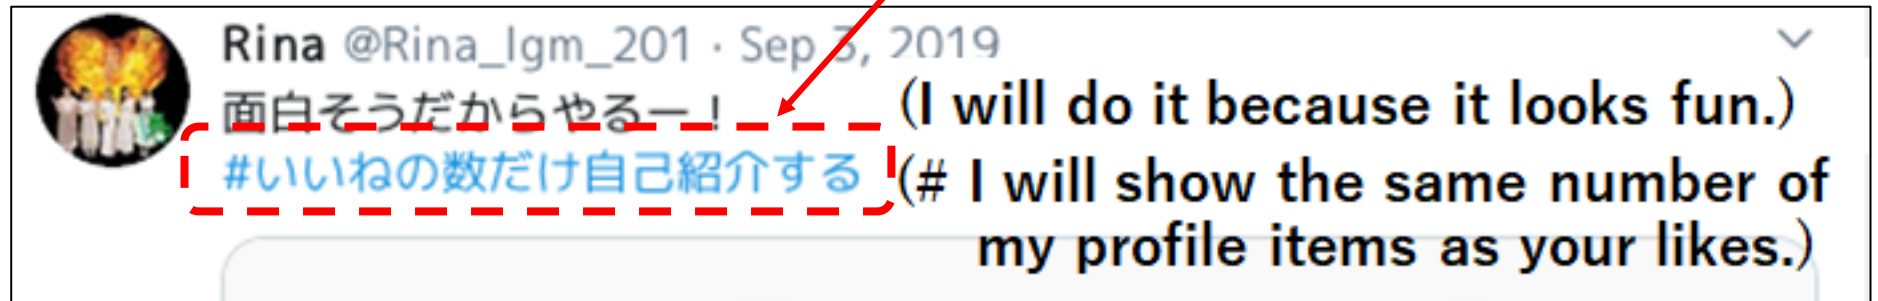 Rina @Rina_lgm_201 · Sep 3, 2019
面白そうだからやるー！ (I will do it because it looks fun.)
#いいねの数だけ自己紹介する (# I will show the same number of
my profile items as your likes.)